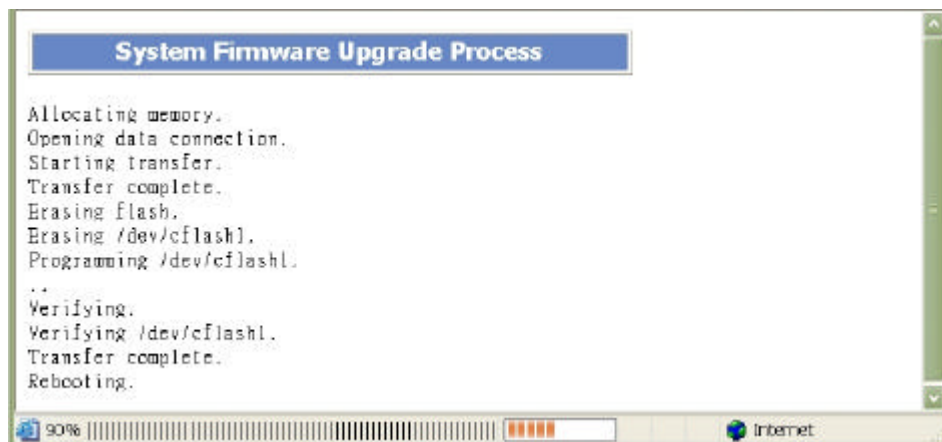 System Firmware Upgrade Process
Allocating memory.
Opening data connection.
Starting transfer.
Transfer complete.
Erasing flash.
Erasing /dev/cflash1.
Programming /dev/cflash1.
..
Verifying.
Verifying /dev/cflash1.
Transfer complete.
Rebooting.
90%
Internet